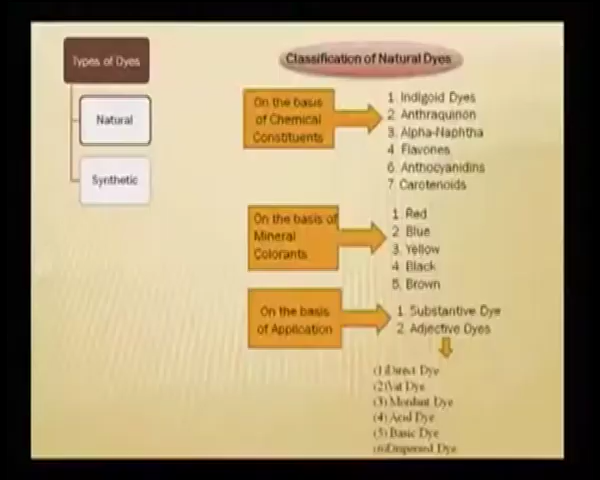 Types of Dyes
Natural
Synthetic
Classification of Natural Dyes
On the basis
of Chemical
Constituents
1. Indigoid Dyes
2. Anthraquinon
3. Alpha-Naphtha
4. Flavones
6. Anthocyanidins
7. Carotenoids
On the basis of
Mineral
Colorants
1. Red
2. Blue
3. Yellow
4. Black
5. Brown
On the basis
of Application
1. Substantive Dye
2. Adjective Dyes
(1)Direct Dye
(2)Vat Dye
(3) Mordant Dye
(4) Acid Dye
(5) Basic Dye
(6)Dispersed Dye